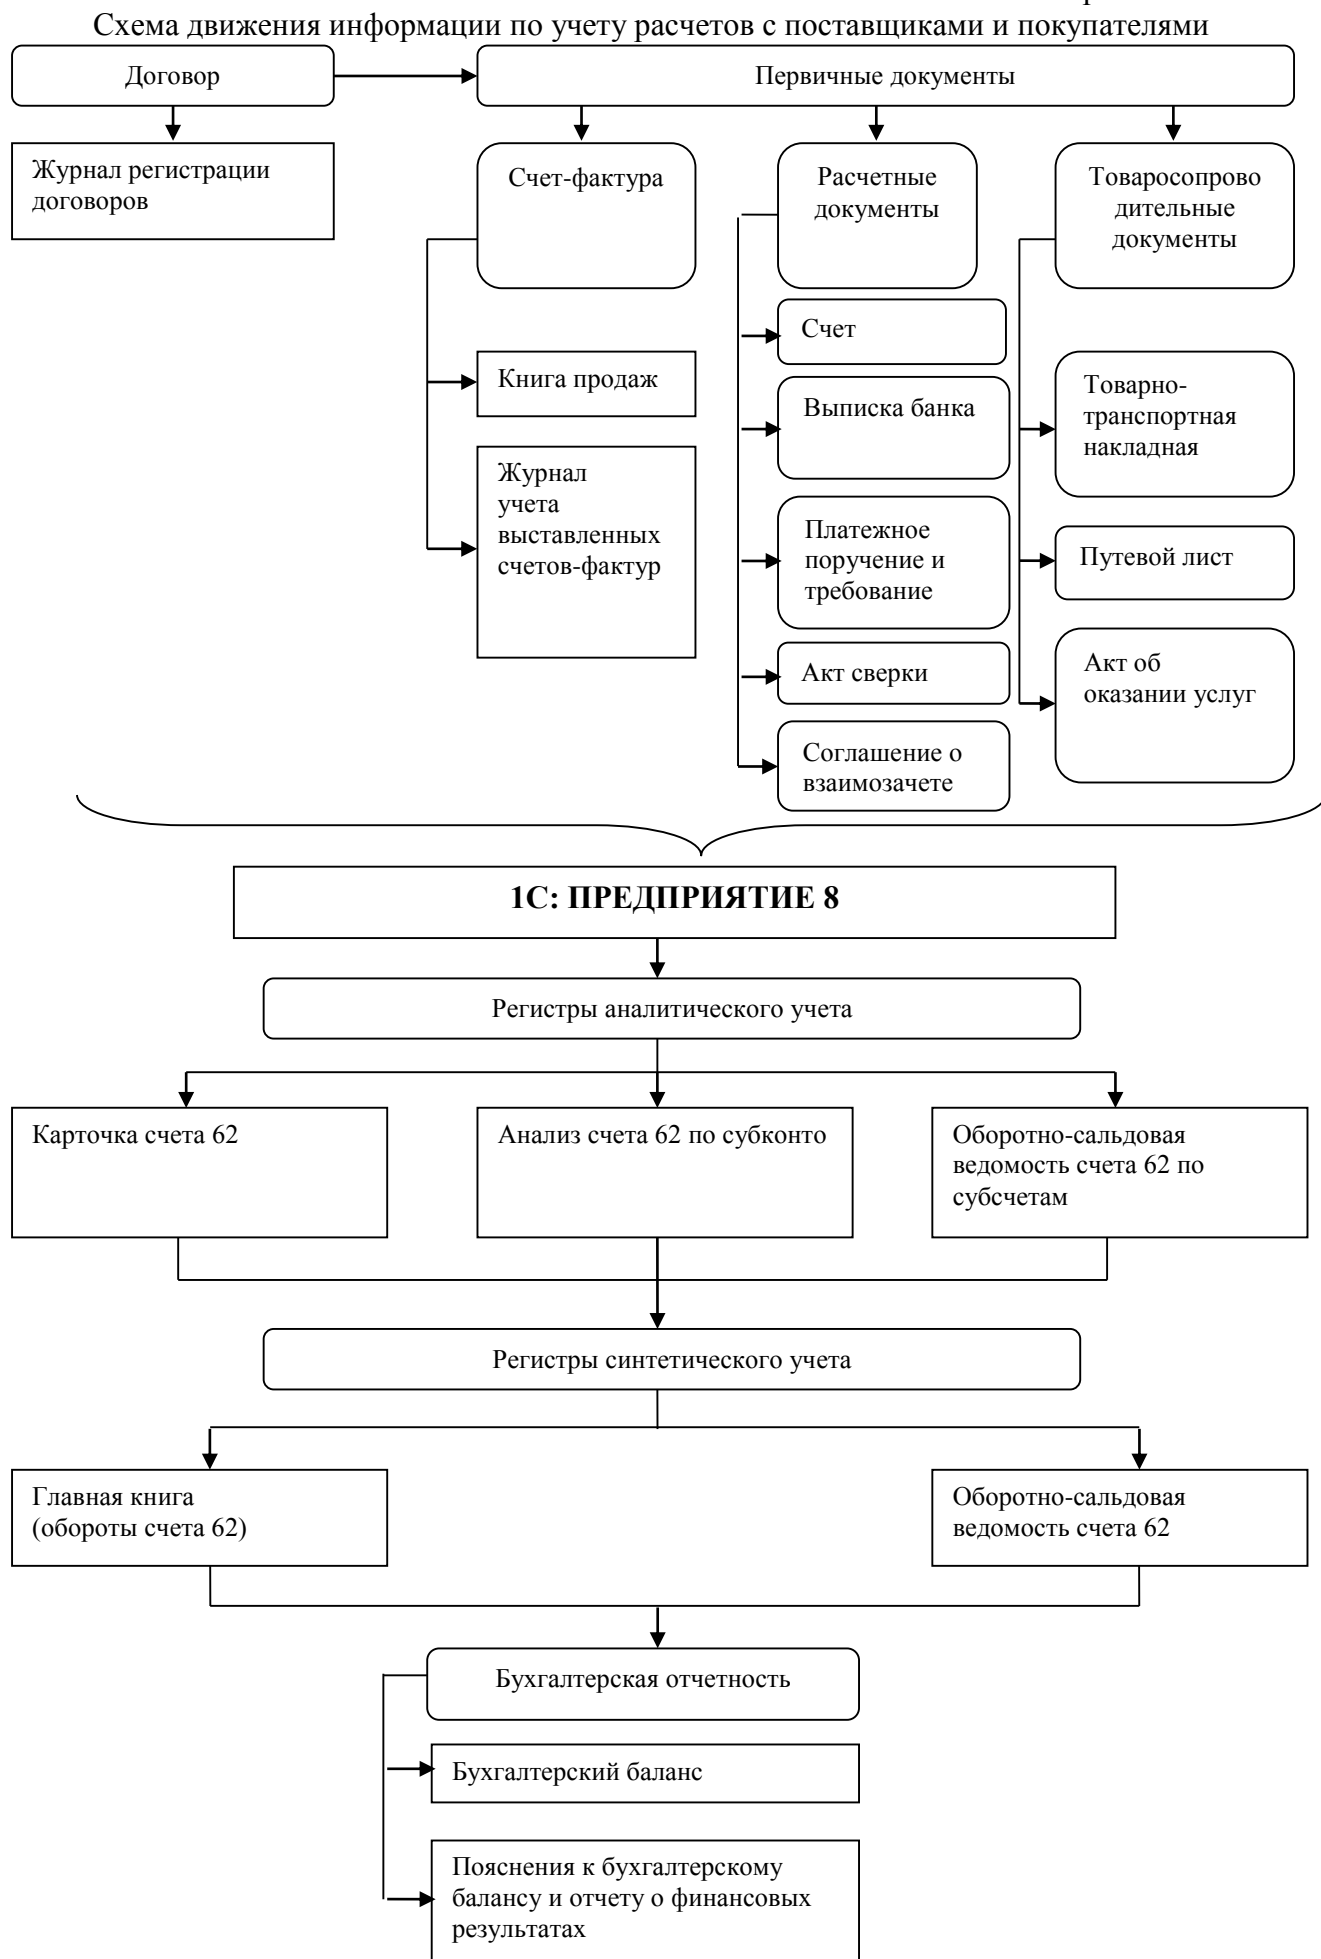 Схема движения информации по учету расчетов с поставщиками и покупателями
Договор
Первичные документы
Журнал регистрации
договоров
Счет-фактура
Расчетные
документы
Товаросопрово
дительные
документы
Счет
Книга продаж
Выписка банка
Товарно-
транспортная
накладная
Журнал
учета
выставленных
счетов-фактур
Платежное
поручение и
требование
Путевой лист
Акт сверки
Акт об
оказании услуг
Соглашение о
взаимозачете
1С: ПРЕДПРИЯТИЕ 8
Регистры аналитического учета
Карточка счета 62
Анализ счета 62 по субконто
Оборотно-сальдовая
ведомость счета 62 по
субсчетам
Регистры синтетического учета
Главная книга
(обороты счета 62)
Оборотно-сальдовая
ведомость счета 62
Бухгалтерская отчетность
Бухгалтерский баланс
Пояснения к бухгалтерскому
балансу и отчету о финансовых
результатах